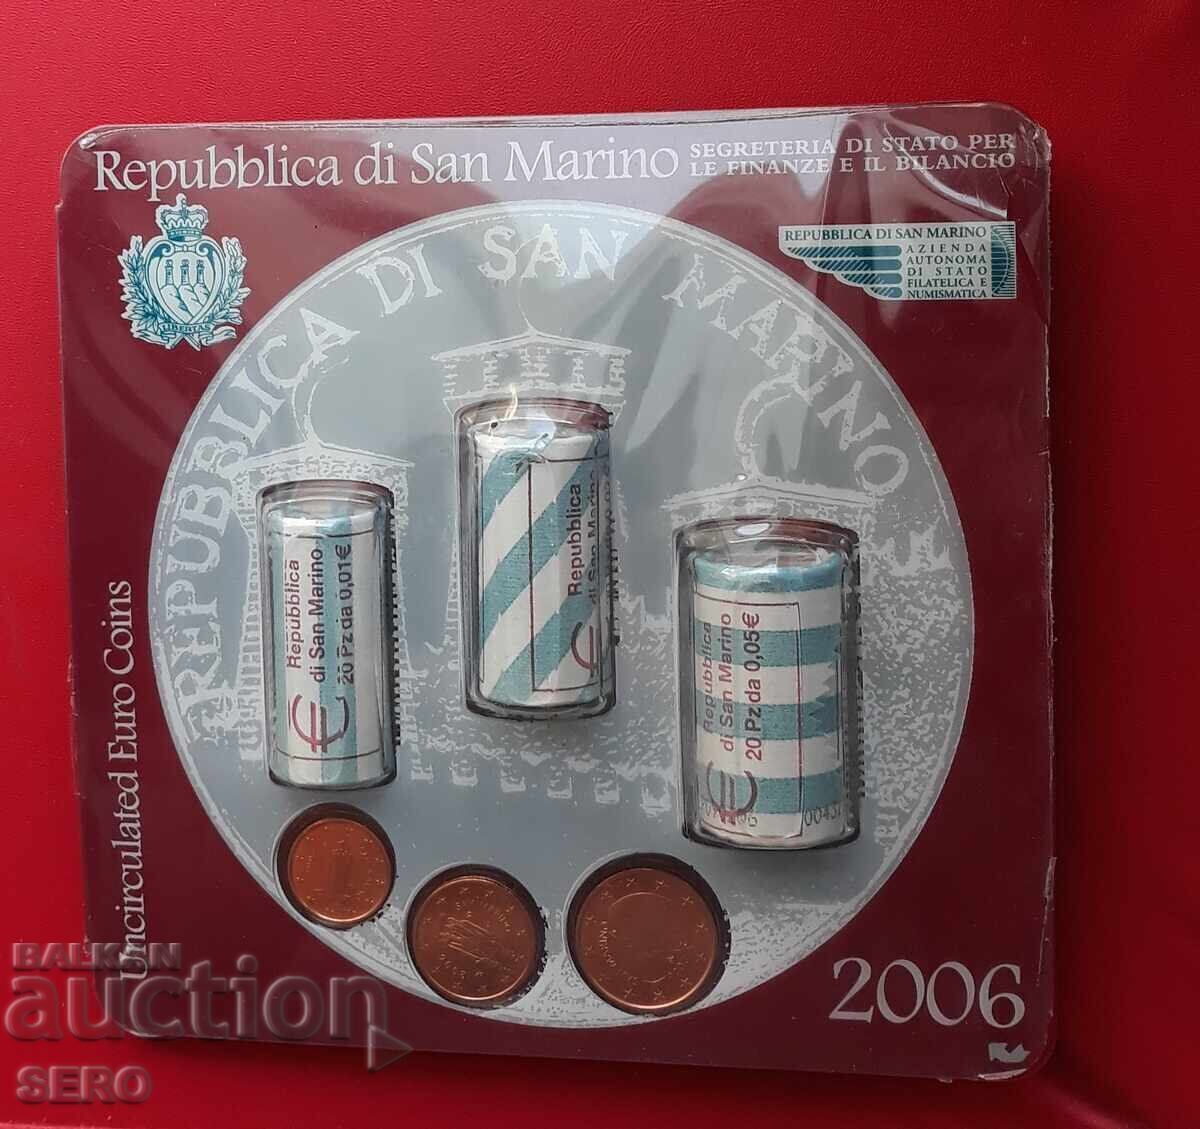 Repubblica di San Marino
SEGRETERIA DI STATO PER
LE FINANZE E IL BILANCIO
REPUBBLICA DI SAN MARINO
AZIENDA
AUTONOMA
DI STATO
FILATELICA E
NUMISMATICA
LIBERTAS
REPUBBLICA DI SAN MARINO
Repubblica
di San Marino
20 Pz da 0,01€
€
Repubblica
di San Marino
€
Repubblica
di San Marino
20 Pz da 0,05€
€
Uncirculated Euro Coins
2006
BALKAN
auction
SERO